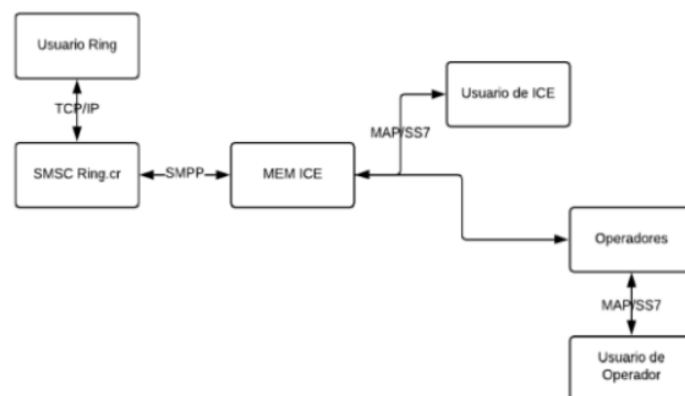 Usuario Ring
TCP/IP
SMSC Ring.cr
SMPP
MEM ICE
MAP/SS7
Usuario de ICE
Operadores
MAP/SS7
Usuario de
Operador